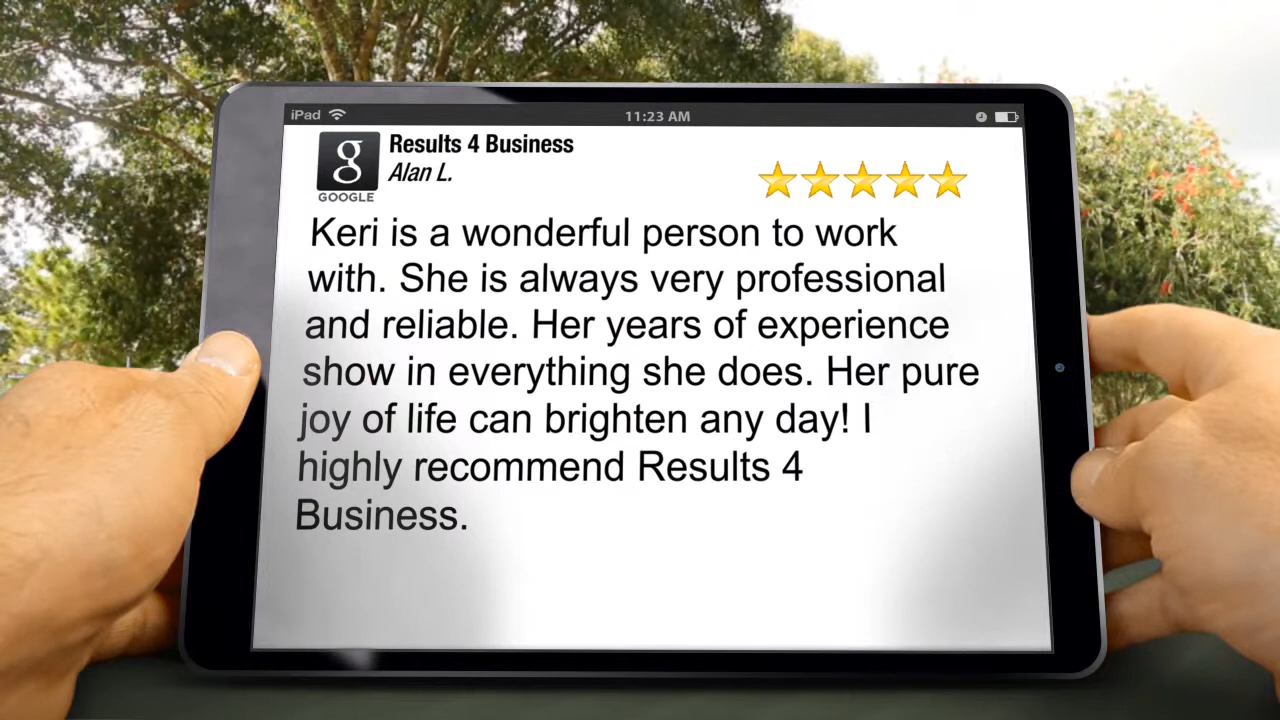 iPad
11:23 AM
g
GOOGLE
Results 4 Business
Alan L.
Keri is a wonderful person to work
with. She is always very professional
and reliable. Her years of experience
show in everything she does. Her pure
joy of life can brighten any day! I
highly recommend Results 4
Business.